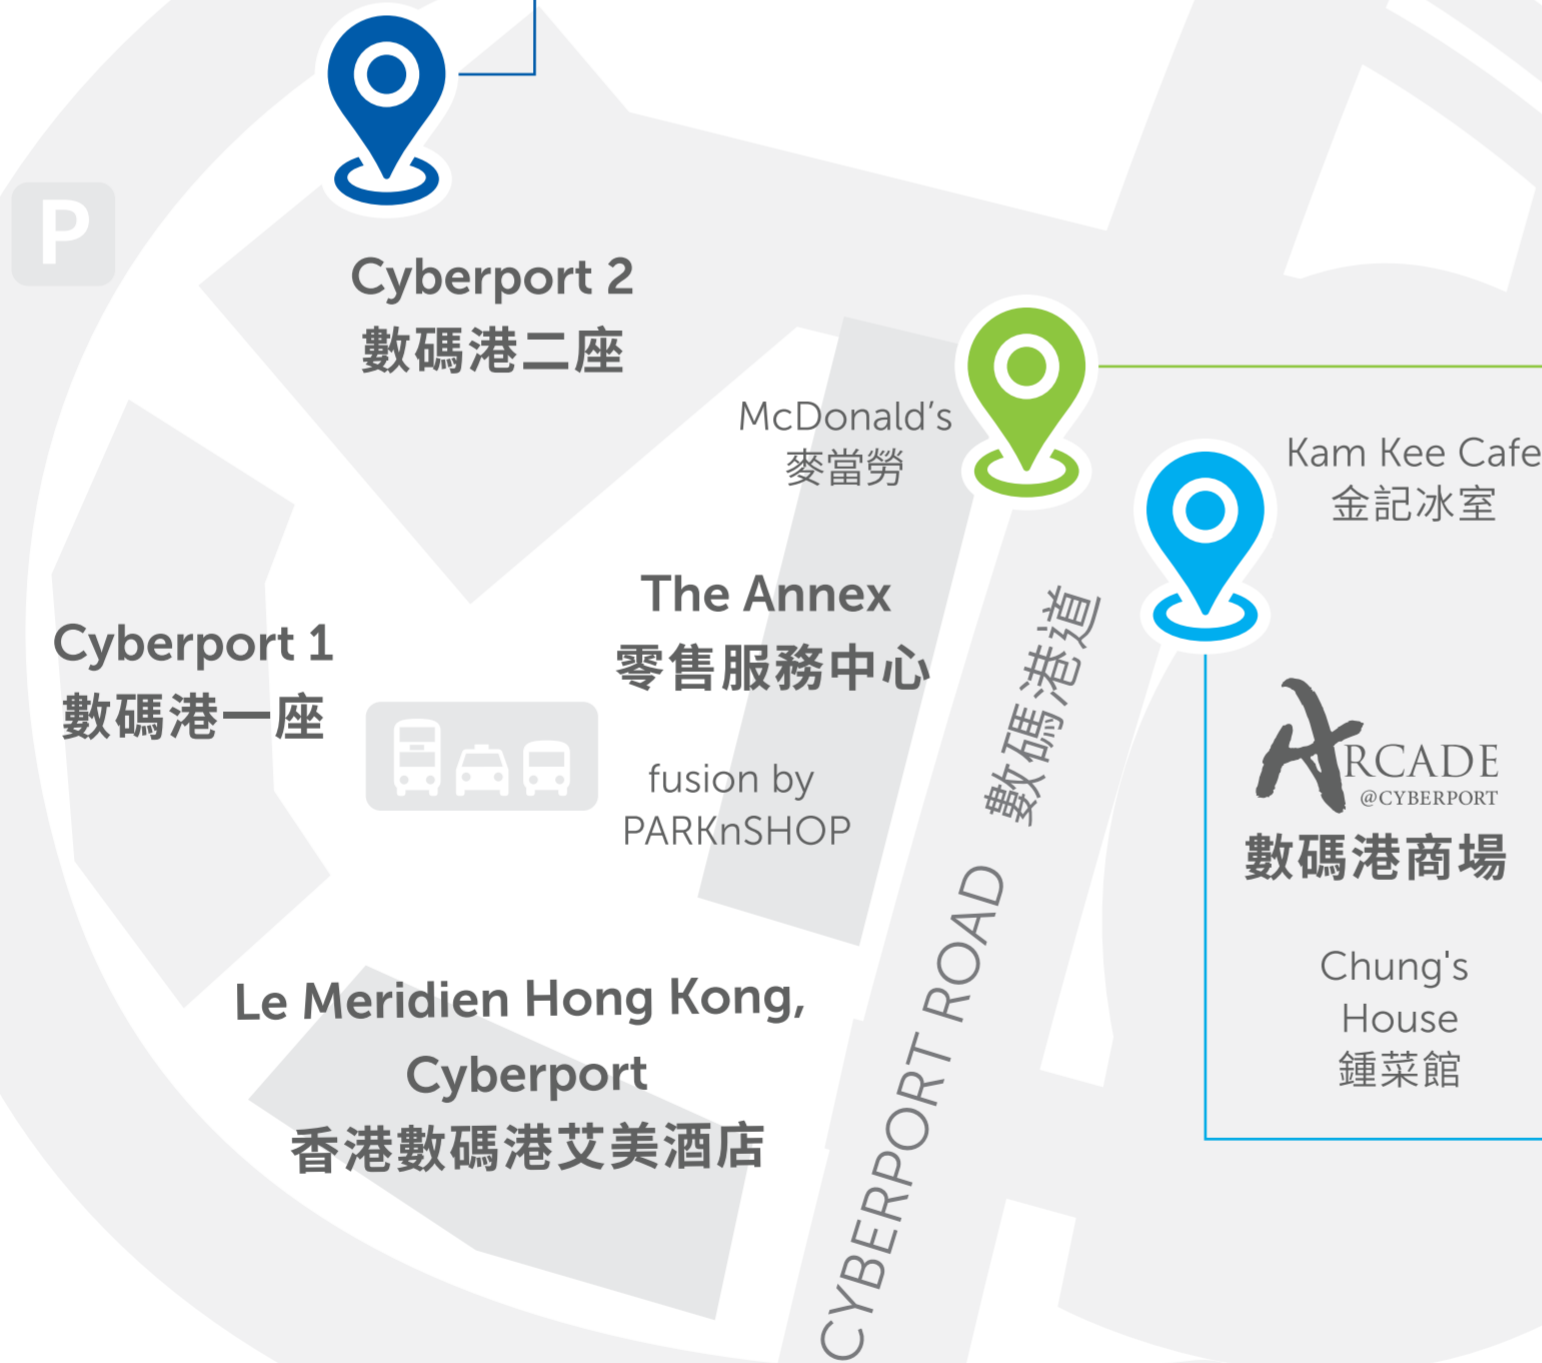 P
Cyberport 2
數碼港二座
McDonald’s
麥當勞
Kam Kee Cafe
金記冰室
The Annex
零售服務中心
Cyberport 1
數碼港一座
fusion by
PARKnSHOP
CYBERPORT ROAD 數碼港道
ARCADE
@CYBERPORT
數碼港商場
Chung's
House
鍾菜館
Le Meridien Hong Kong,
Cyberport
香港數碼港艾美酒店